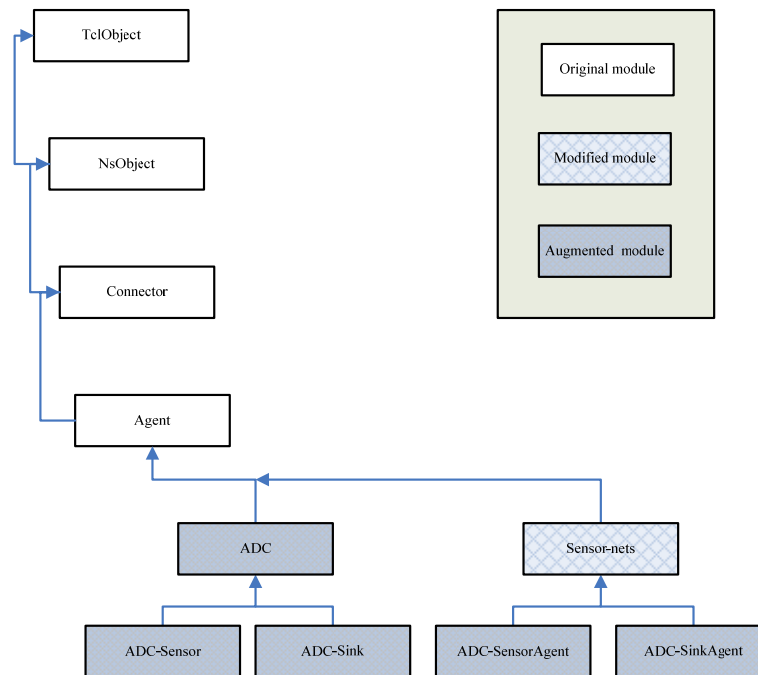 TclObject
Original module
NsObject
Modified module
Augmented module
Connector
Agent
ADC
Sensor-nets
ADC-Sensor
ADC-Sink
ADC-SensorAgent
ADC-SinkAgent